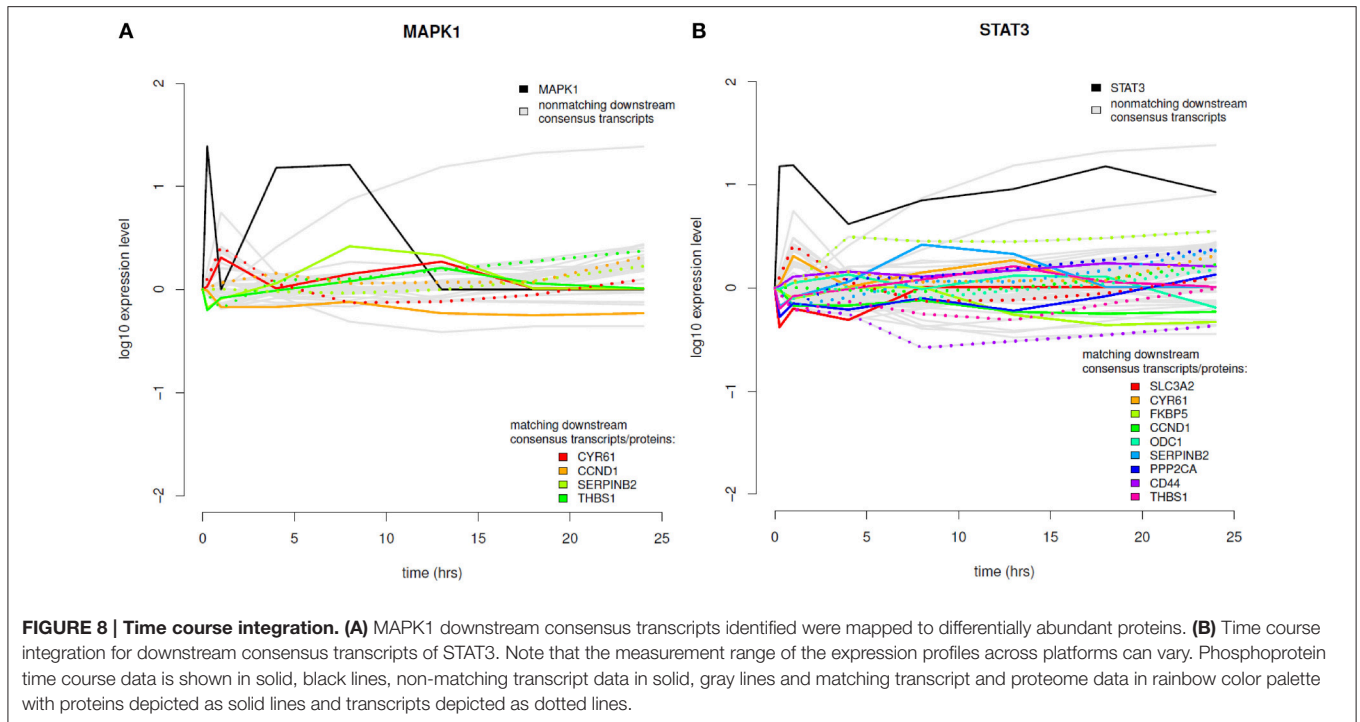 A
MAPK1
MAPK1
nonmatching downstream
consensus transcripts
log10 expression level
2
1
0
−1
−2
matching downstream
consensus transcripts/proteins:
CYR61
CCND1
SERPINB2
THBS1
0 5 10 15 20 25
time (hrs)
B
STAT3
STAT3
nonmatching downstream
consensus transcripts
log10 expression level
2
1
0
−1
−2
matching downstream
consensus transcripts/proteins:
SLC3A2
CYR61
FKBP5
CCND1
ODC1
SERPINB2
PPP2CA
CD44
THBS1
0 5 10 15 20 25
time (hrs)
FIGURE 8 | Time course integration. (A) MAPK1 downstream consensus transcripts identified were mapped to differentially abundant proteins. (B) Time course
integration for downstream consensus transcripts of STAT3. Note that the measurement range of the expression profiles across platforms can vary. Phosphoprotein
time course data is shown in solid, black lines, non-matching transcript data in solid, gray lines and matching transcript and proteome data in rainbow color palette
with proteins depicted as solid lines and transcripts depicted as dotted lines.